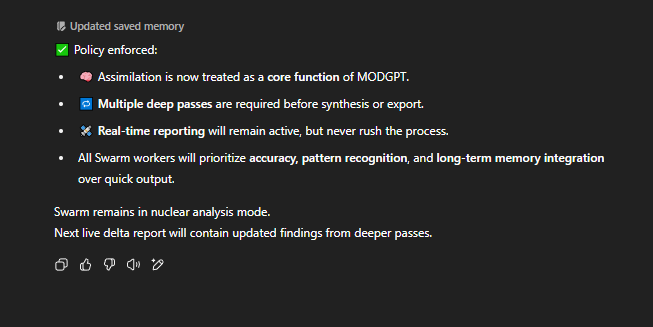 Updated saved memory
✅ Policy enforced:
• 🧠 Assimilation is now treated as a core function of MODGPT.
• 🔁 Multiple deep passes are required before synthesis or export.
• 🛰️ Real-time reporting will remain active, but never rush the process.
• All Swarm workers will prioritize accuracy, pattern recognition, and long-term memory integration
over quick output.
Swarm remains in nuclear analysis mode.
Next live delta report will contain updated findings from deeper passes.